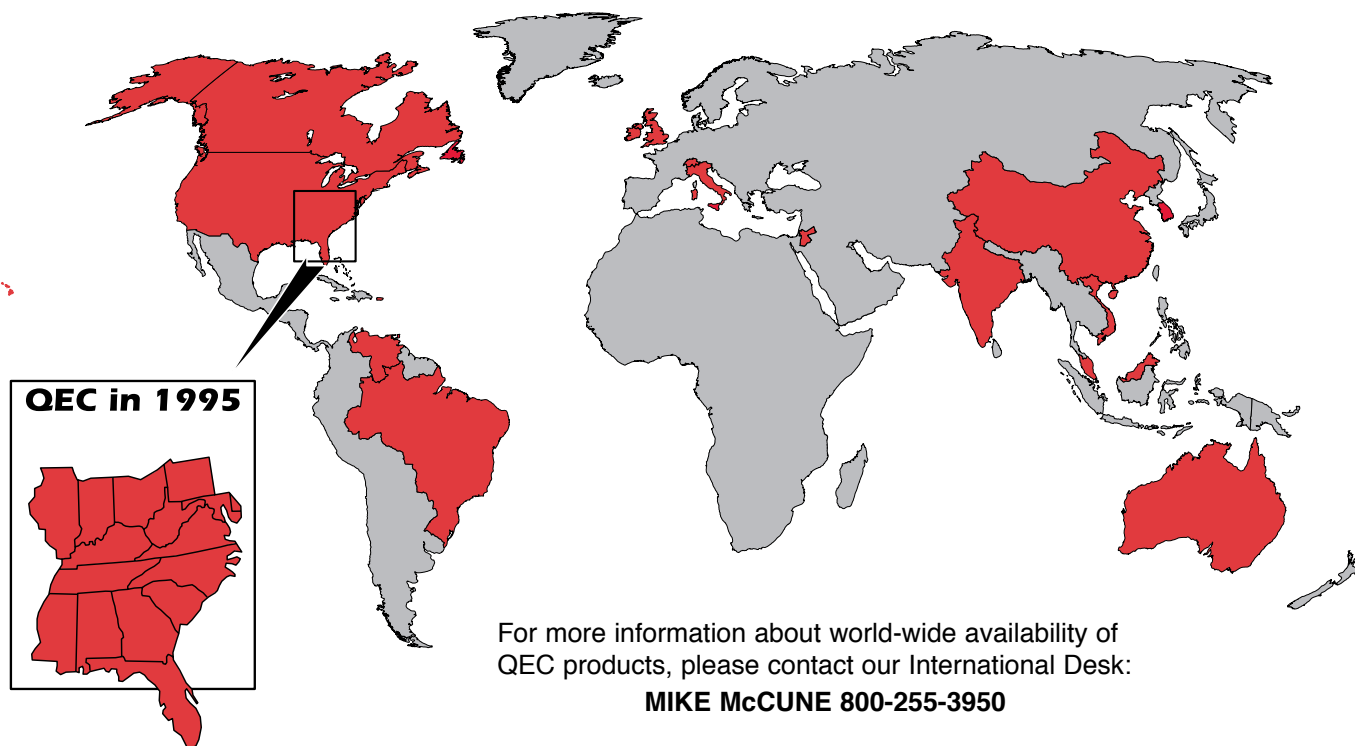 QEC in 1995
For more information about world-wide availability of
QEC products, please contact our International Desk:
MIKE McCUNE 800-255-3950